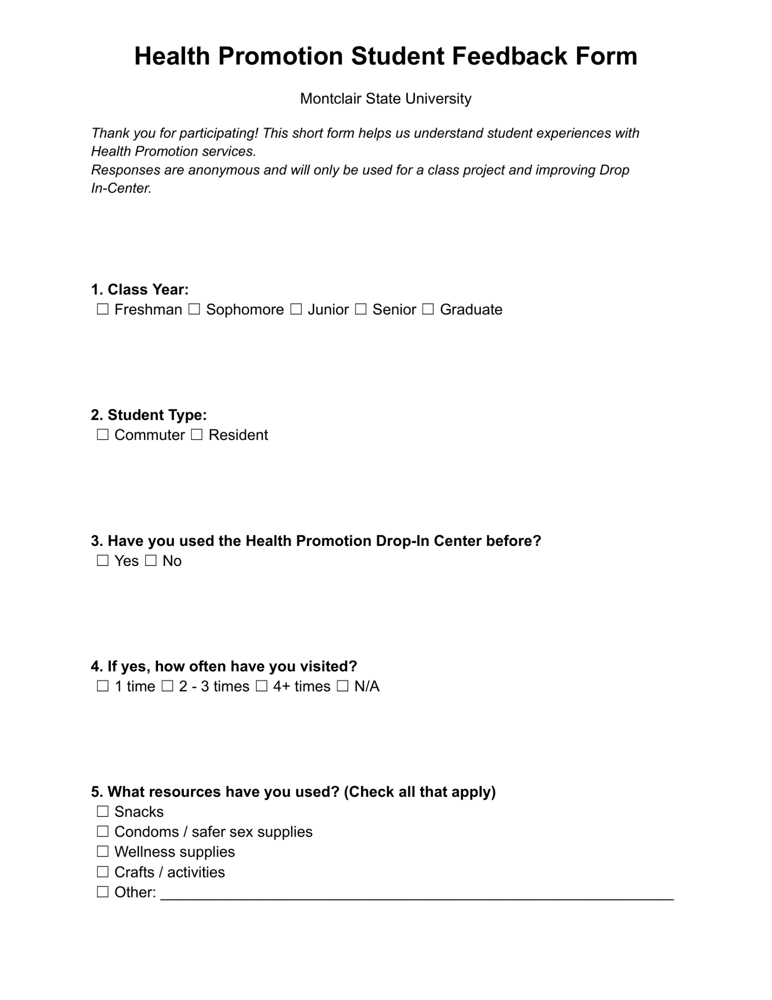 Health Promotion Student Feedback Form
Montclair State University
Thank you for participating! This short form helps us understand student experiences with
Health Promotion services.
Responses are anonymous and will only be used for a class project and improving Drop
In-Center.
1. Class Year:
☐ Freshman ☐ Sophomore ☐ Junior ☐ Senior ☐ Graduate
2. Student Type:
☐ Commuter ☐ Resident
3. Have you used the Health Promotion Drop-In Center before?
☐ Yes ☐ No
4. If yes, how often have you visited?
☐ 1 time ☐ 2 - 3 times ☐ 4+ times ☐ N/A
5. What resources have you used? (Check all that apply)
☐ Snacks
☐ Condoms / safer sex supplies
☐ Wellness supplies
☐ Crafts / activities
☐ Other: _____________________________________________________________